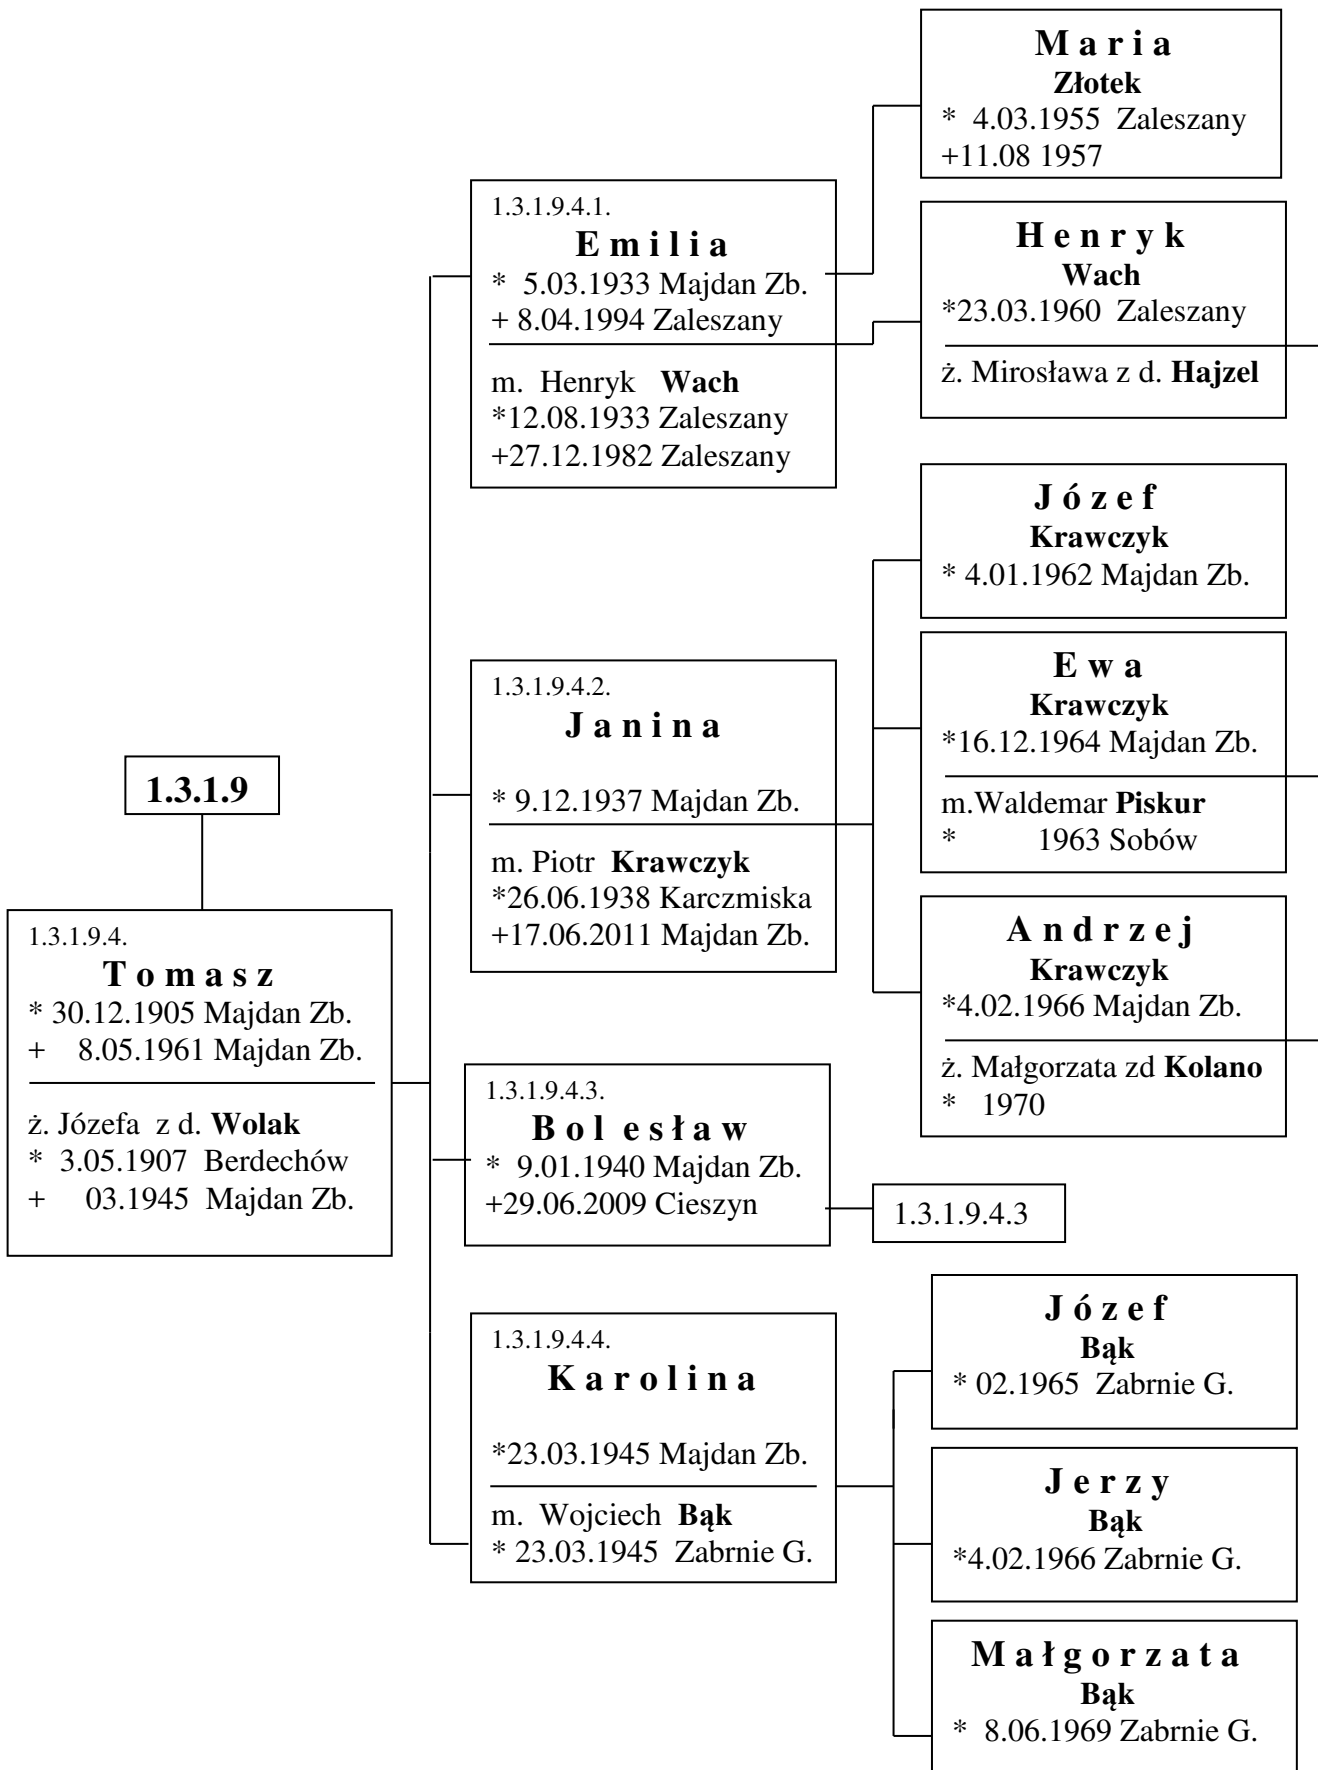 1.3.1.9
1.3.1.9.4.
T o m a s z
* 30.12.1905 Majdan Zb.
+ 8.05.1961 Majdan Zb.
ż. Józefa z d. Wolak
* 3.05.1907 Berdechów
+ 03.1945 Majdan Zb.
1.3.1.9.4.1.
E m i l i a
* 5.03.1933 Majdan Zb.
+ 8.04.1994 Zaleszany
m. Henryk Wach
*12.08.1933 Zaleszany
+27.12.1982 Zaleszany
M a r i a
Złotek
* 4.03.1955 Zaleszany
+11.08 1957
H e n r y k
Wach
*23.03.1960 Zaleszany
ż. Mirosława z d. Hajzel
1.3.1.9.4.2.
J a n i n a
* 9.12.1937 Majdan Zb.
m. Piotr Krawczyk
*26.06.1938 Karczmiska
+17.06.2011 Majdan Zb.
J ó z e f
Krawczyk
* 4.01.1962 Majdan Zb.
E w a
Krawczyk
*16.12.1964 Majdan Zb.
m.Waldemar Piskur
* 1963 Sobów
A n d r z e j
Krawczyk
*4.02.1966 Majdan Zb.
ż. Małgorzata zd Kolano
* 1970
1.3.1.9.4.3.
B o l e s ł a w
* 9.01.1940 Majdan Zb.
+29.06.2009 Cieszyn
1.3.1.9.4.3
1.3.1.9.4.4.
K a r o l i n a
*23.03.1945 Majdan Zb.
m. Wojciech Bąk
* 23.03.1945 Zabrnie G.
J ó z e f
Bąk
* 02.1965 Zabrnie G.
J e r z y
Bąk
*4.02.1966 Zabrnie G.
M a ł g o r z a t a
Bąk
* 8.06.1969 Zabrnie G.